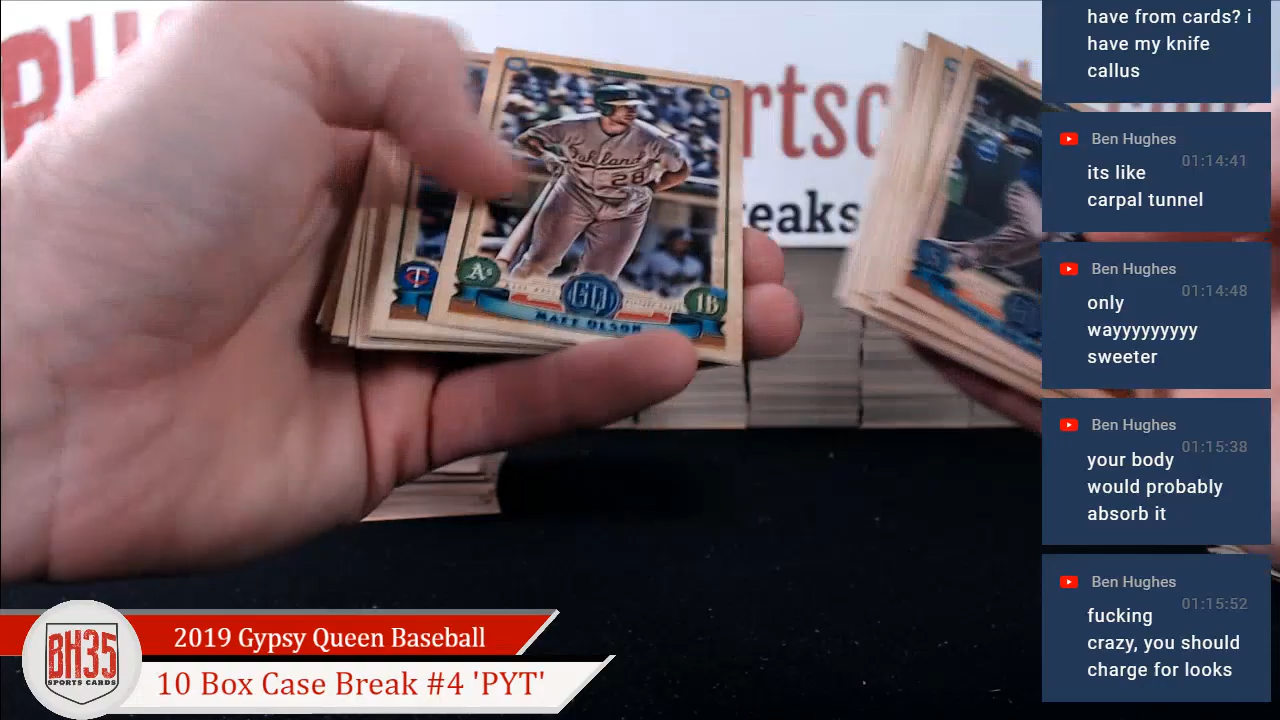 rtsc
eaks
Oakland
28
A's
GQ
1B
MATT OLSON
have from cards? i
have my knife
callus
Ben Hughes
01:14:41
its like
carpal tunnel
Ben Hughes
01:14:48
only
wayyyyyyyyy
sweeter
Ben Hughes
01:15:38
your body
would probably
absorb it
Ben Hughes
01:15:52
fucking
crazy, you should
charge for looks
BH35
SPORTS CARDS
2019 Gypsy Queen Baseball
10 Box Case Break #4 'PYT'